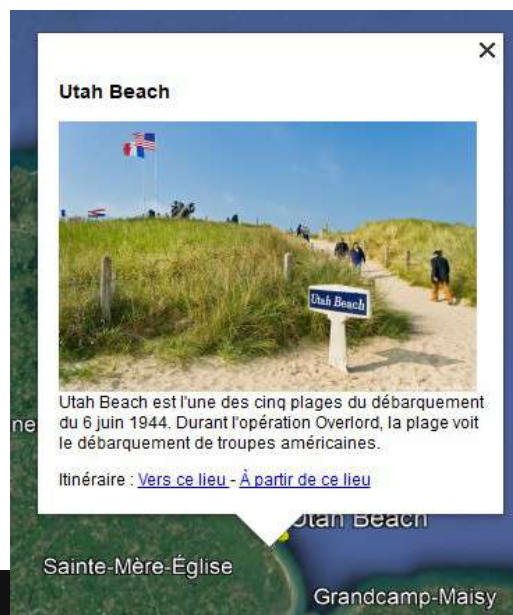 Utah Beach
Utah Beach
Utah Beach est l'une des cinq plages du débarquement
du 6 juin 1944. Durant l'opération Overlord, la plage voit
le débarquement de troupes américaines.
Itinéraire : Vers ce lieu - À partir de ce lieu
ne
Utah Beach
Sainte-Mère-Église
Grandcamp-Maisy